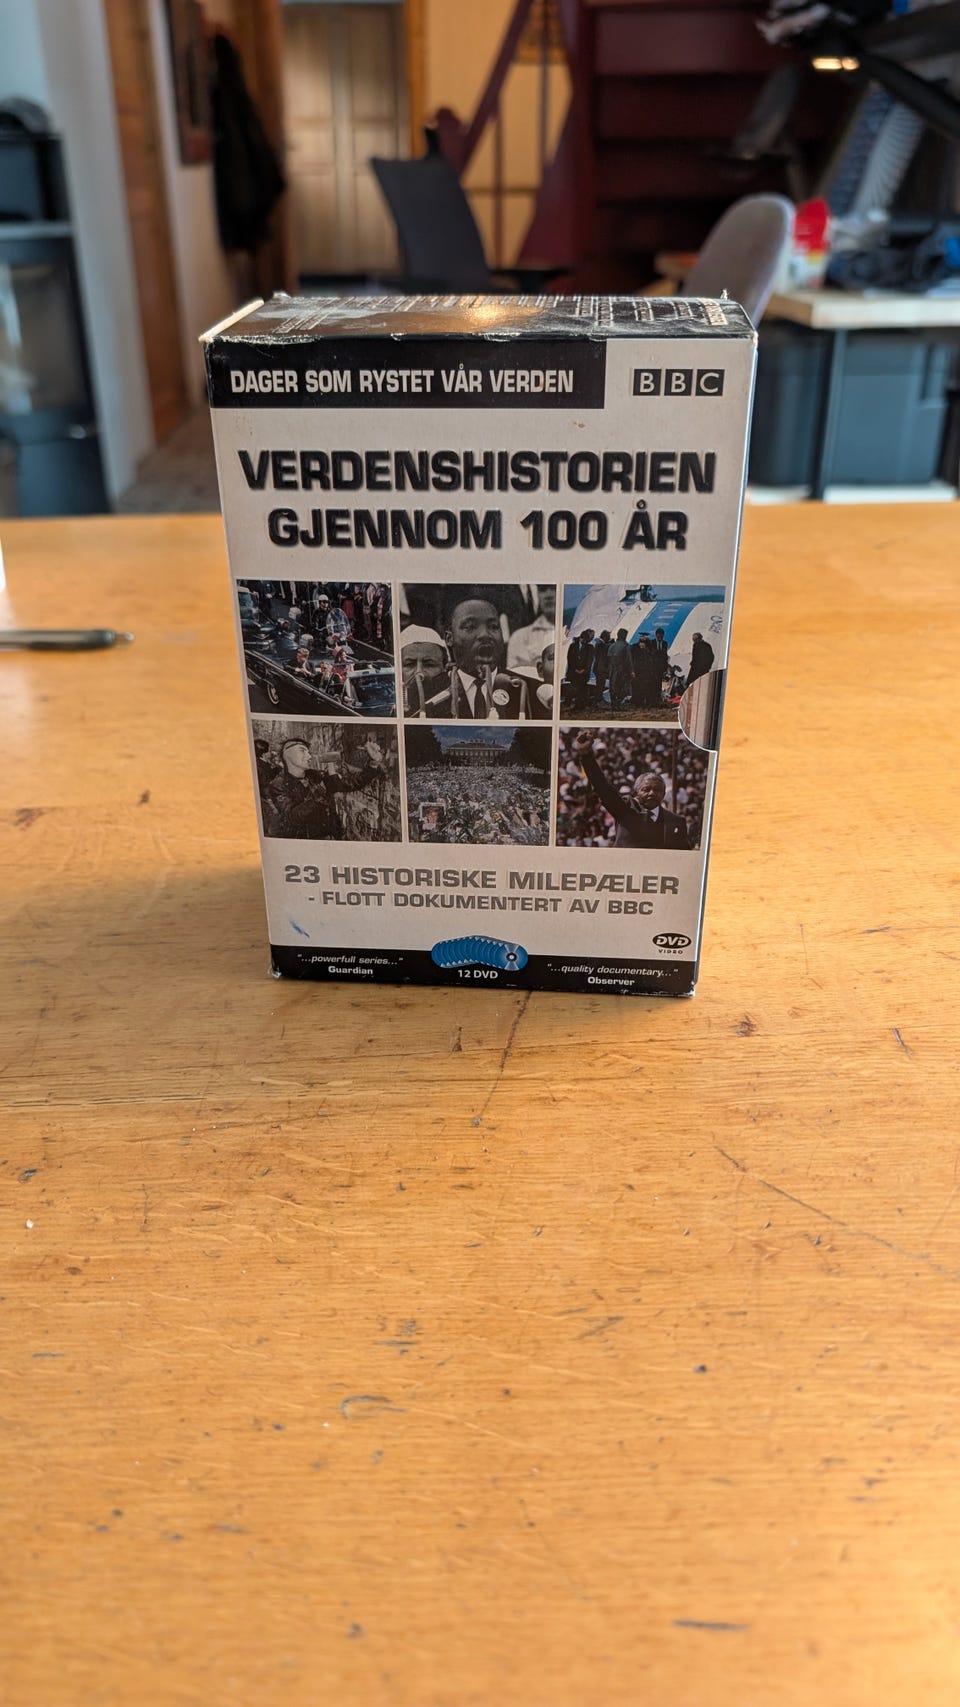 DAGER SOM RYSTET VÅR VERDEN
BBC
VERDENSHISTORIEN
GJENNOM 100 ÅR
23 HISTORISKE MILEPÆLER
- FLOTT DOKUMENTERT AV BBC
"...powerfull series..."
Guardian
12 DVD
DVD
VIDEO
"...quality documentary..."
Observer